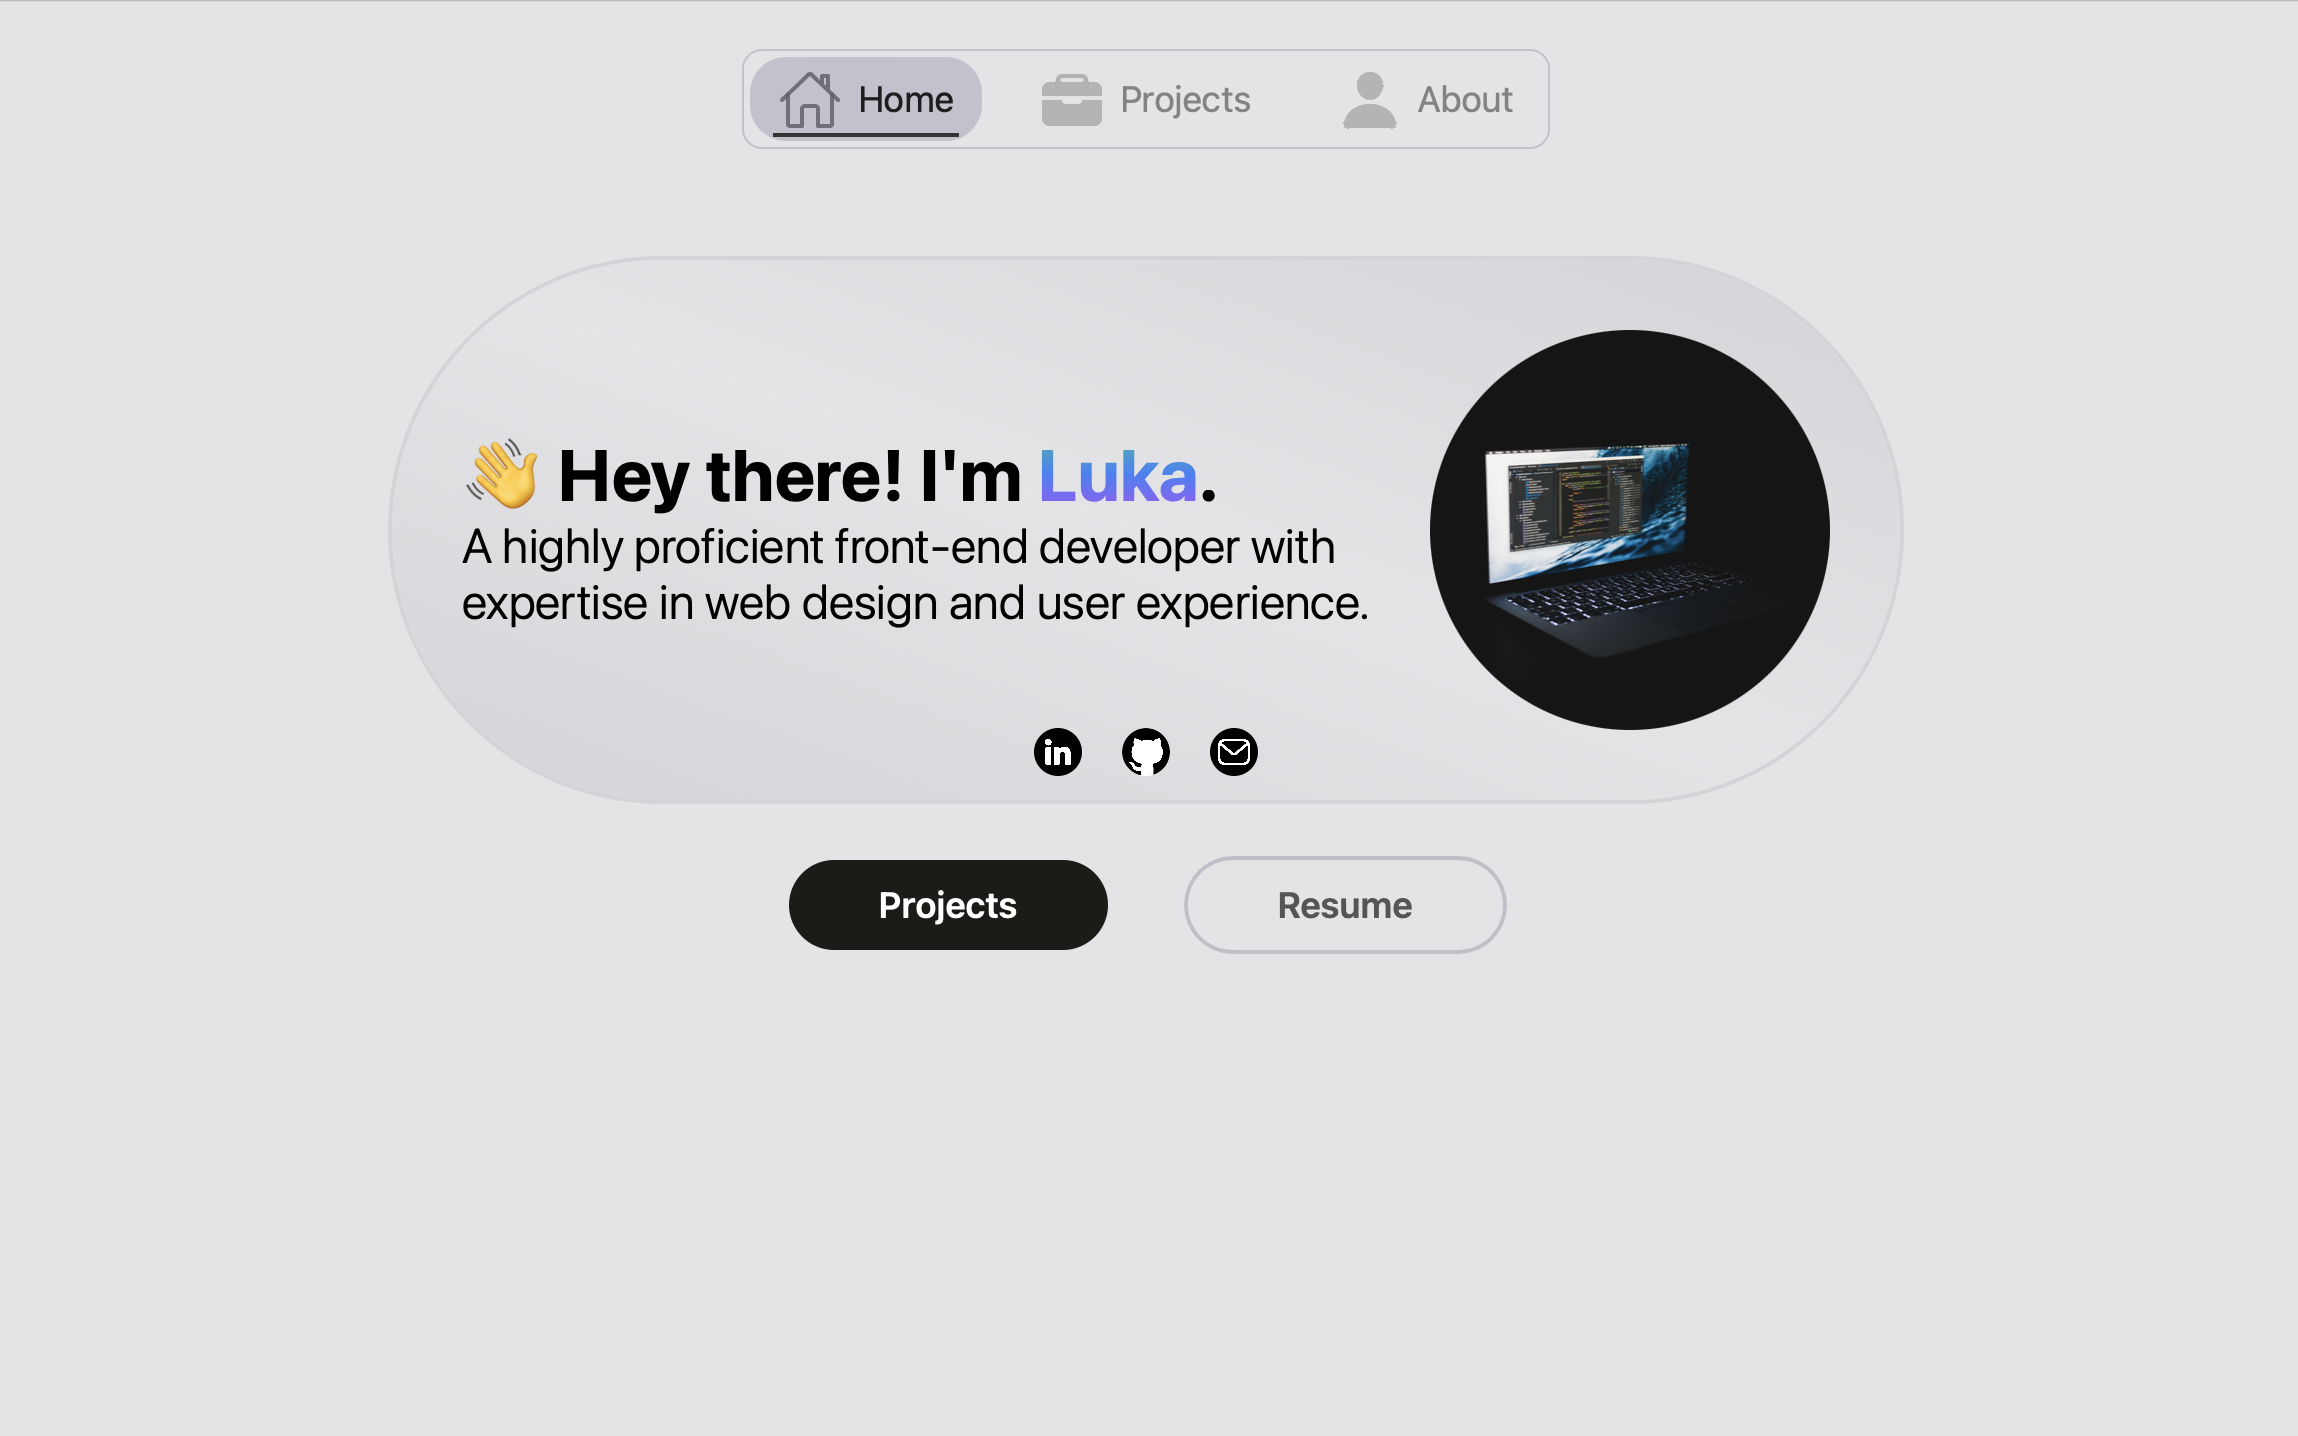 Home
Projects
About
👋 Hey there! I'm Luka.
A highly proficient front-end developer with
expertise in web design and user experience.
in
Projects
Resume